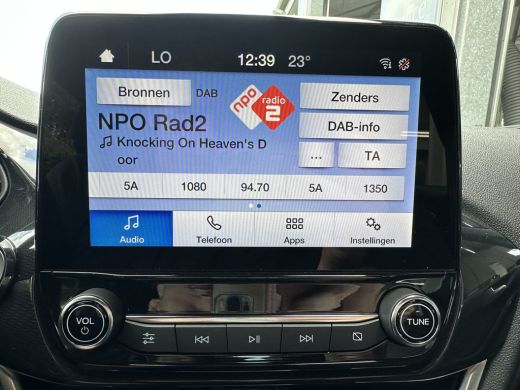 LO 12:39 23°
Bronnen DAB
npo radio 2
Zenders
NPO Rad2
DAB-info
Knocking On Heaven's D
oor
... TA
5A 1080 94.70 5A 1350
Audio Telefoon Apps Instellingen
VOL TUNE